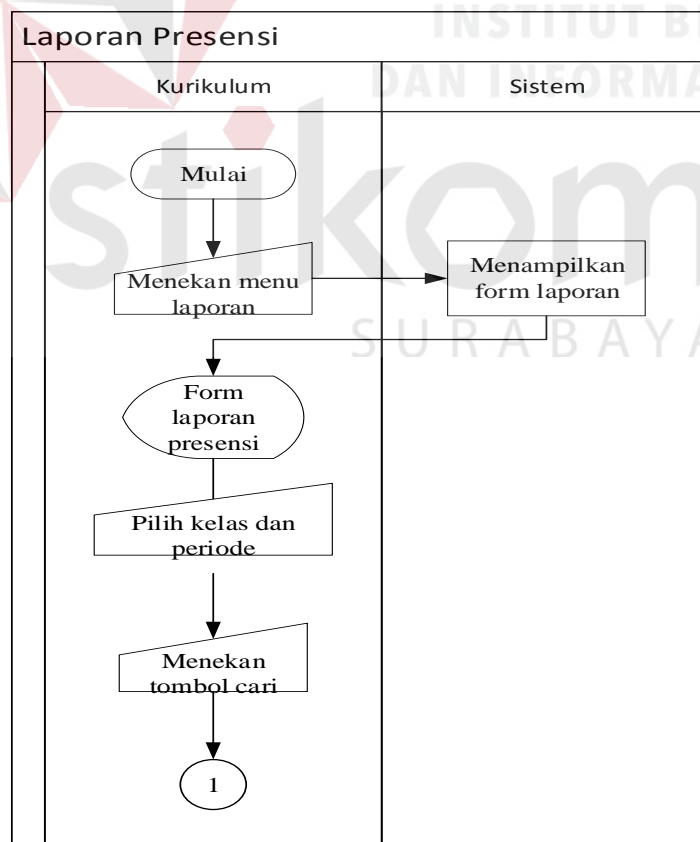 INSTITUT BI
DAN INFORMA
stikom
SURABAYA
Laporan Presensi
Kurikulum
Sistem
Mulai
Menekan menu
laporan
Menampilkan
form laporan
Form
laporan
presensi
Pilih kelas dan
periode
Menekan
tombol cari
1